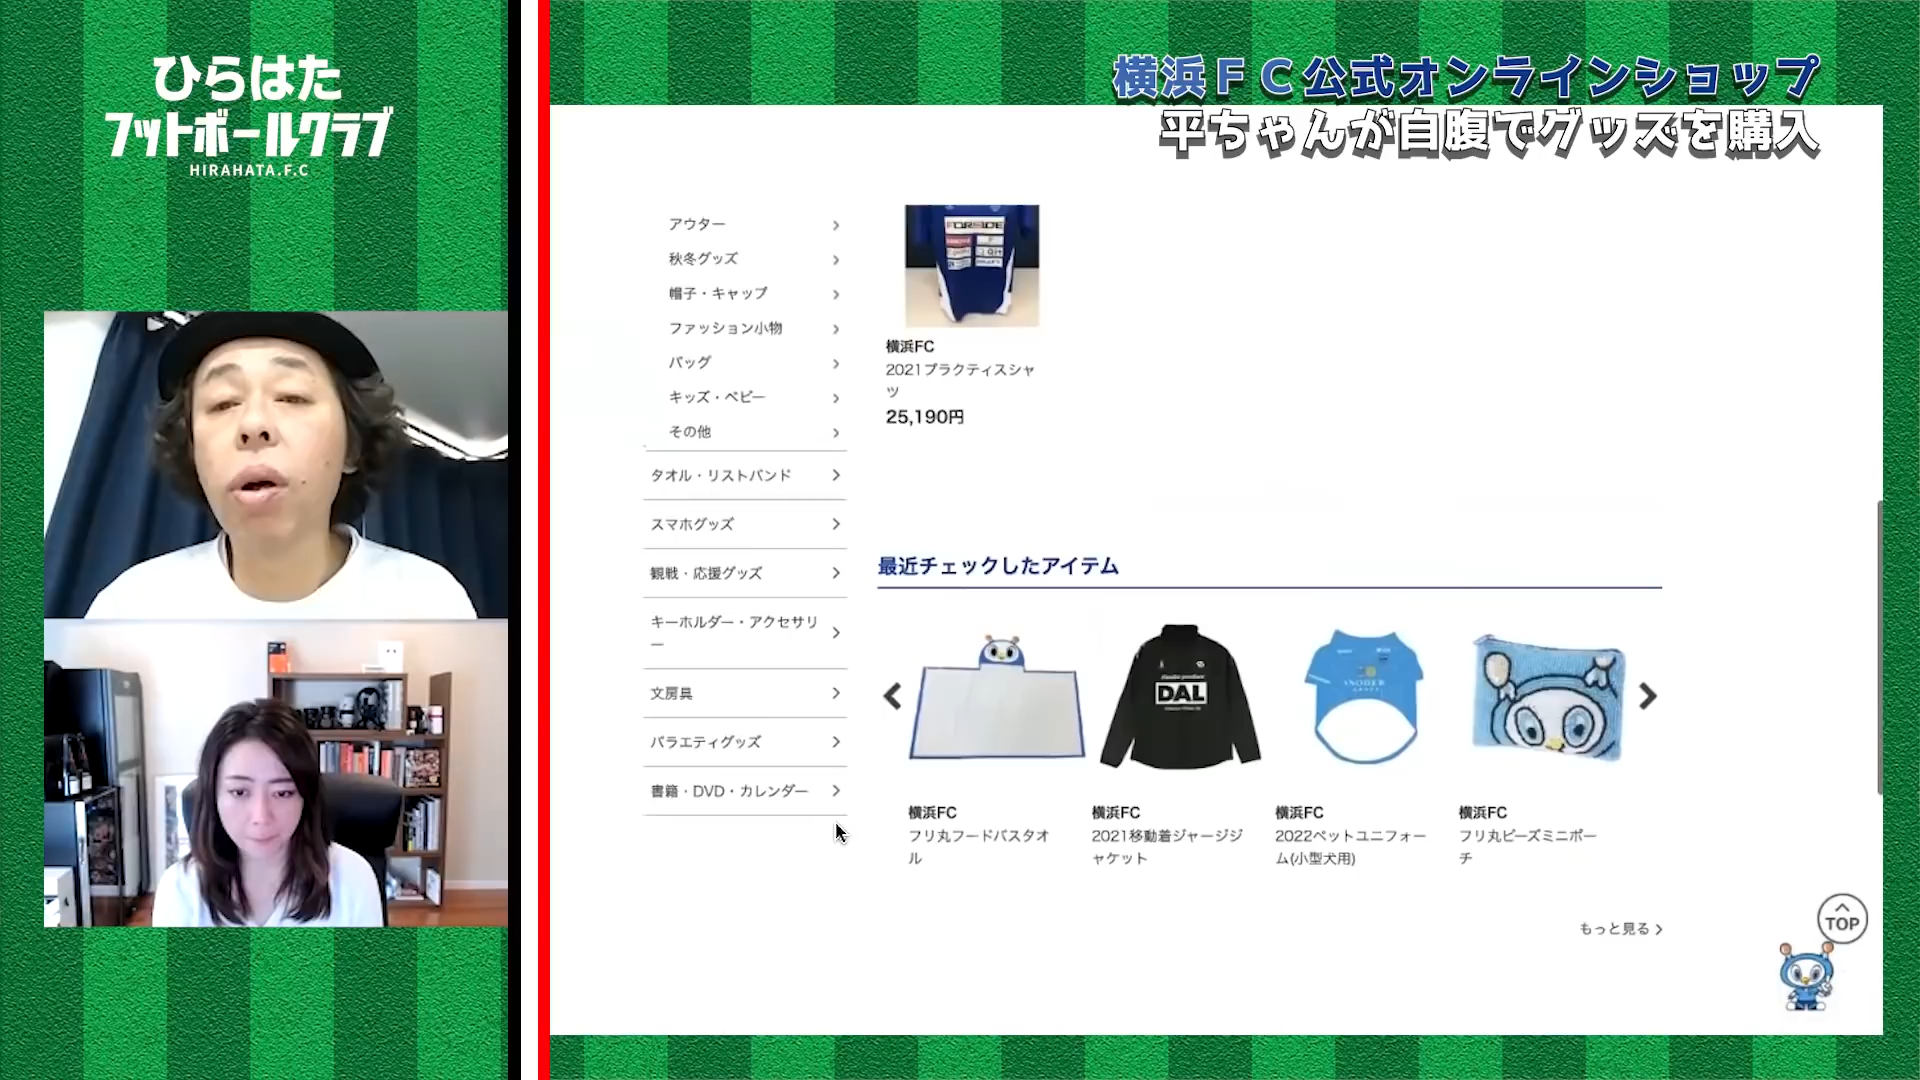 ひらはた
フットボールクラブ
HIRAHATA.F.C
横浜FC公式オンラインショップ
平ちゃんが自腹でグッズを購入
アウター
秋冬グッズ
帽子・キャップ
ファッション小物
バッグ
キッズ・ベビー
その他
タオル・リストバンド
スマホグッズ
観戦・応援グッズ
キーホルダー・アクセサリ
ー
文房具
バラエティグッズ
書籍・DVD・カレンダー
FORSIDE
横浜FC
2021プラクティスシャ
ツ
25,190円
最近チェックしたアイテム
DAL
横浜FC
フリ丸フードバスタオ
ル
横浜FC
2021移動着ジャージジ
ャケット
横浜FC
2022ペットユニフォー
ム(小型犬用)
横浜FC
フリ丸ビーズミニポー
チ
もっと見る
TOP